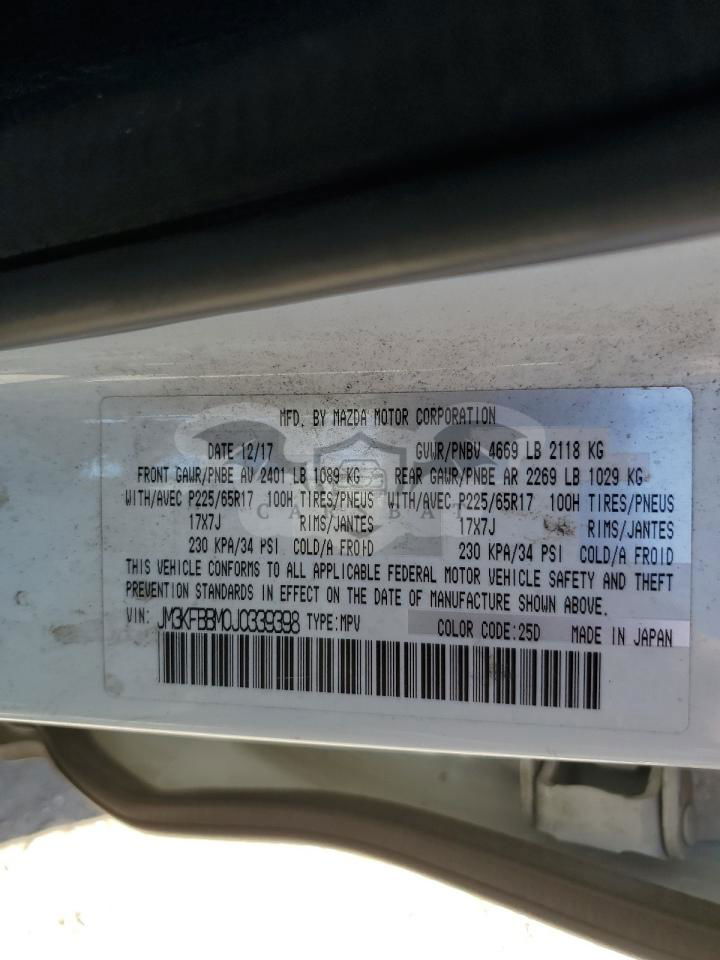 MFD. BY MAZDA MOTOR CORPORATION
DATE 12/17 GVWR/PNBV 4669 LB 2118 KG
FRONT GAWR/PNBE AV 2401 LB 1089 KG REAR GAWR/PNBE AR 2269 LB 1029 KG
WITH/AVEC P225/65R17 100H TIRES/PNEUS WITH/AVEC P225/65R17 100H TIRES/PNEUS
17X7J RIMS/JANTES 17X7J RIMS/JANTES
230 KPA/34 PSI COLD/A FROID 230 KPA/34 PSI COLD/A FROID
THIS VEHICLE CONFORMS TO ALL APPLICABLE FEDERAL MOTOR VEHICLE SAFETY AND THEFT
PREVENTION STANDARDS IN EFFECT ON THE DATE OF MANUFACTURE SHOWN ABOVE.
VIN: JM3KFBBM0J0339398 TYPE:MPV COLOR CODE:25D MADE IN JAPAN